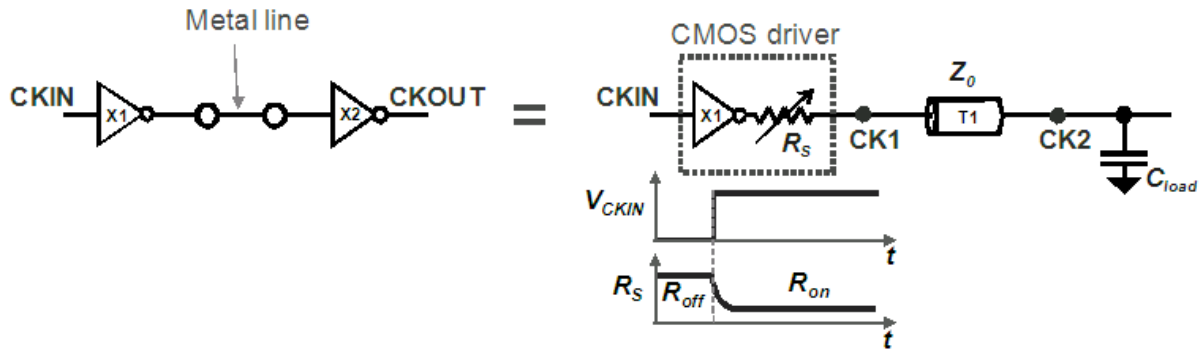 Metal line
CKIN
X1
X2
CKOUT
=
CMOS driver
CKIN
X1
R_S
CK1
Z_0
T1
CK2
C_load
V_CKIN
t
R_S
R_off
R_on
t